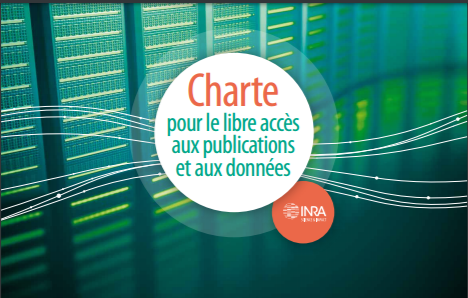 Charte
pour le libre accès
aux publications
et aux données
INRA